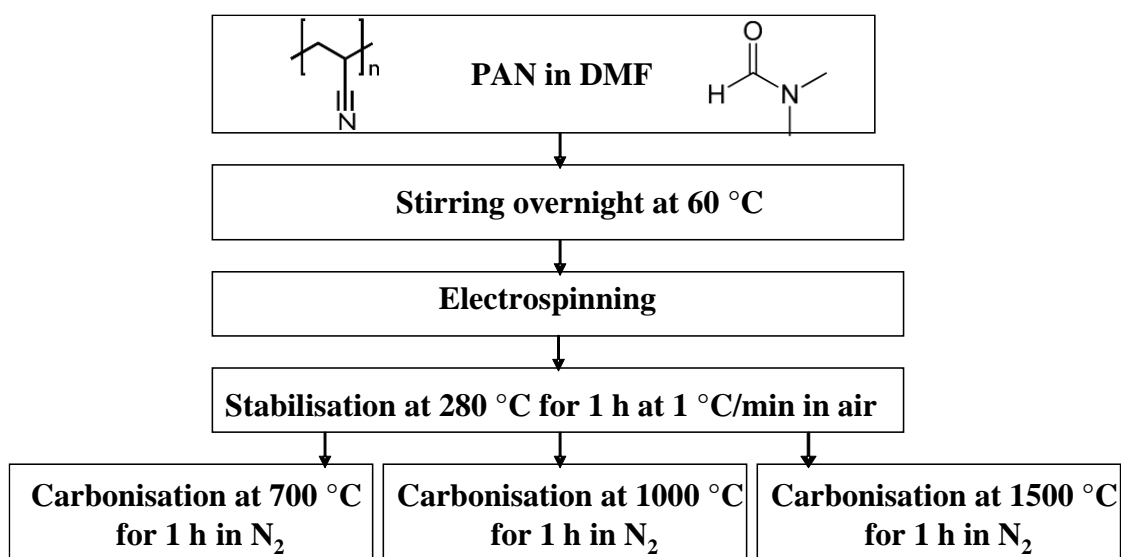 n
N
PAN in DMF
O
H
N
Stirring overnight at 60 °C
Electrospinning
Stabilisation at 280 °C for 1 h at 1 °C/min in air
Carbonisation at 700 °C
for 1 h in N₂
Carbonisation at 1000 °C
for 1 h in N₂
Carbonisation at 1500 °C
for 1 h in N₂